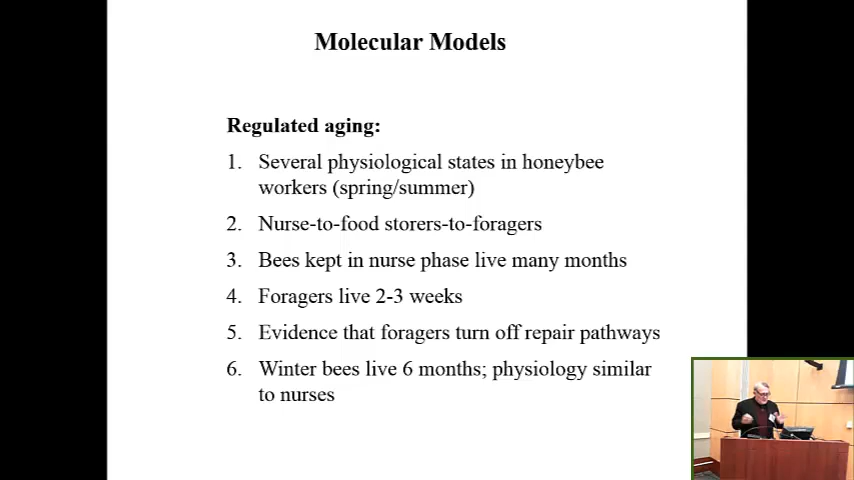 Molecular Models
Regulated aging:
1. Several physiological states in honeybee
workers (spring/summer)
2. Nurse-to-food storers-to-foragers
3. Bees kept in nurse phase live many months
4. Foragers live 2-3 weeks
5. Evidence that foragers turn off repair pathways
6. Winter bees live 6 months; physiology similar
to nurses